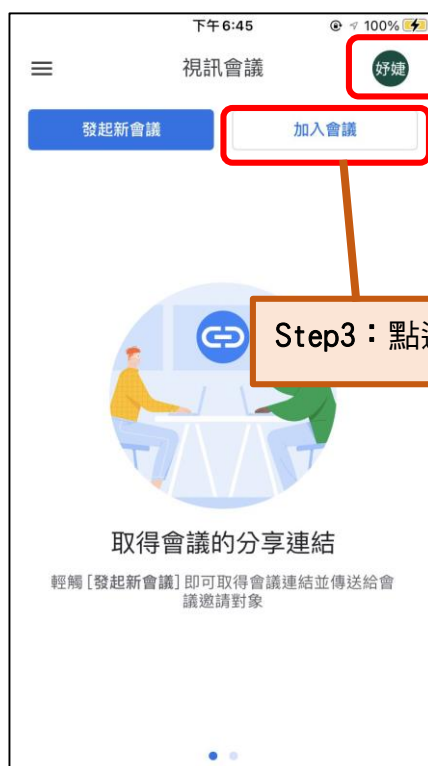 下午6:45
100%
視訊會議
妤婕
發起新會議
加入會議
Step3：點
取得會議的分享連結
輕觸 [發起新會議] 即可取得會議連結並傳送給會
議邀請對象